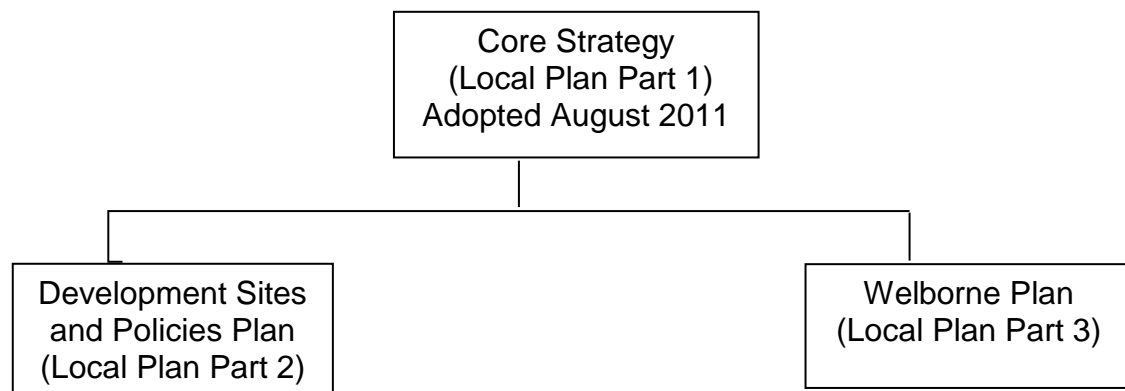 Core Strategy
(Local Plan Part 1)
Adopted August 2011
Development Sites
and Policies Plan
(Local Plan Part 2)
Welborne Plan
(Local Plan Part 3)